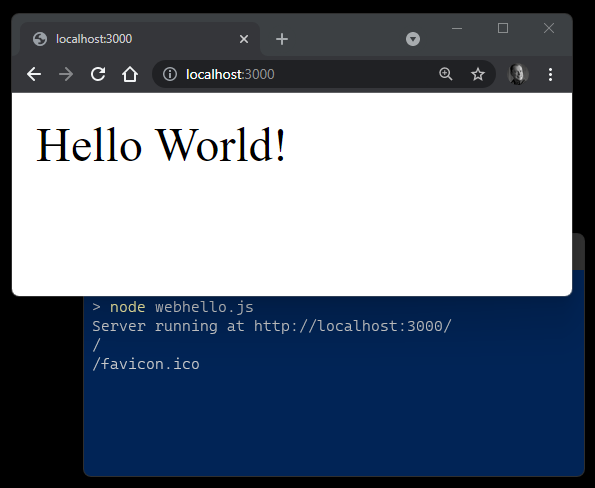 localhost:3000
localhost:3000
Hello World!
> node webhello.js
Server running at http://localhost:3000/
/
/favicon.ico